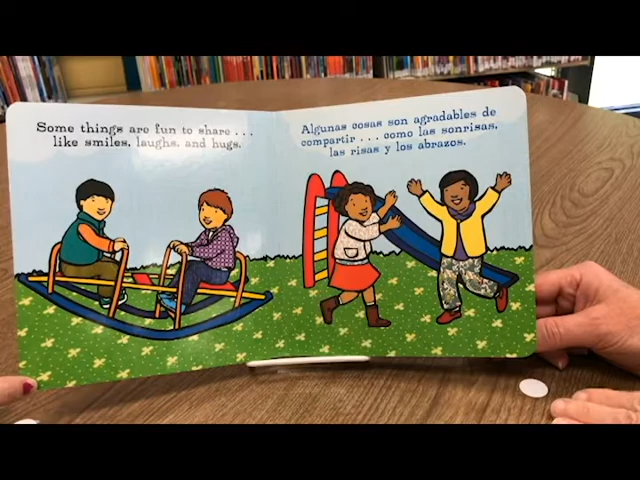 Some things are fun to share . . .
like smiles, laughs, and hugs.
Algunas cosas son agradables de
compartir . . . como las sonrisas,
las risas y los abrazos.